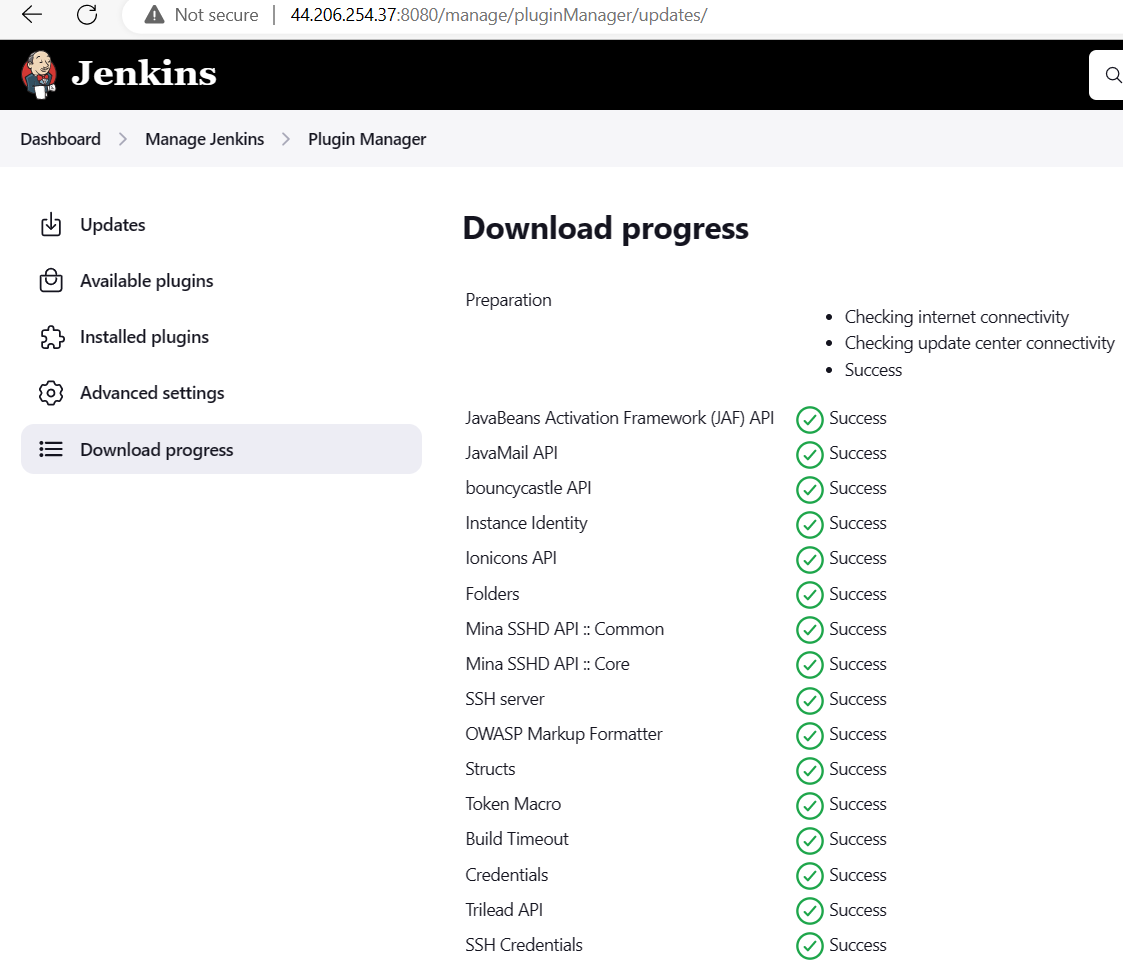 Not secure | 44.206.254.37:8080/manage/pluginManager/updates/
Jenkins
Dashboard > Manage Jenkins > Plugin Manager
Updates
Available plugins
Installed plugins
Advanced settings
Download progress
Download progress
Preparation
• Checking internet connectivity
• Checking update center connectivity
• Success
JavaBeans Activation Framework (JAF) API Success
JavaMail API Success
bouncycastle API Success
Instance Identity Success
Ionicons API Success
Folders Success
Mina SSHD API :: Common Success
Mina SSHD API :: Core Success
SSH server Success
OWASP Markup Formatter Success
Structs Success
Token Macro Success
Build Timeout Success
Credentials Success
Trilead API Success
SSH Credentials Success